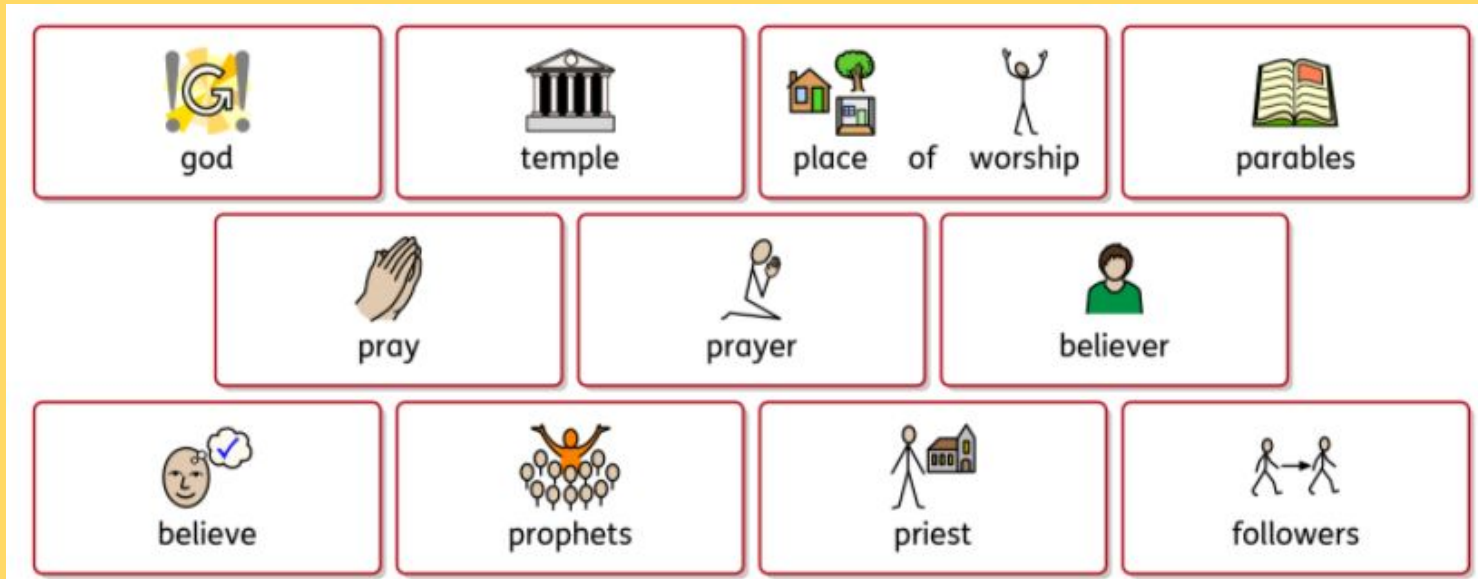 god
temple
place of worship
parables
pray
prayer
believer
believe
prophets
priest
followers